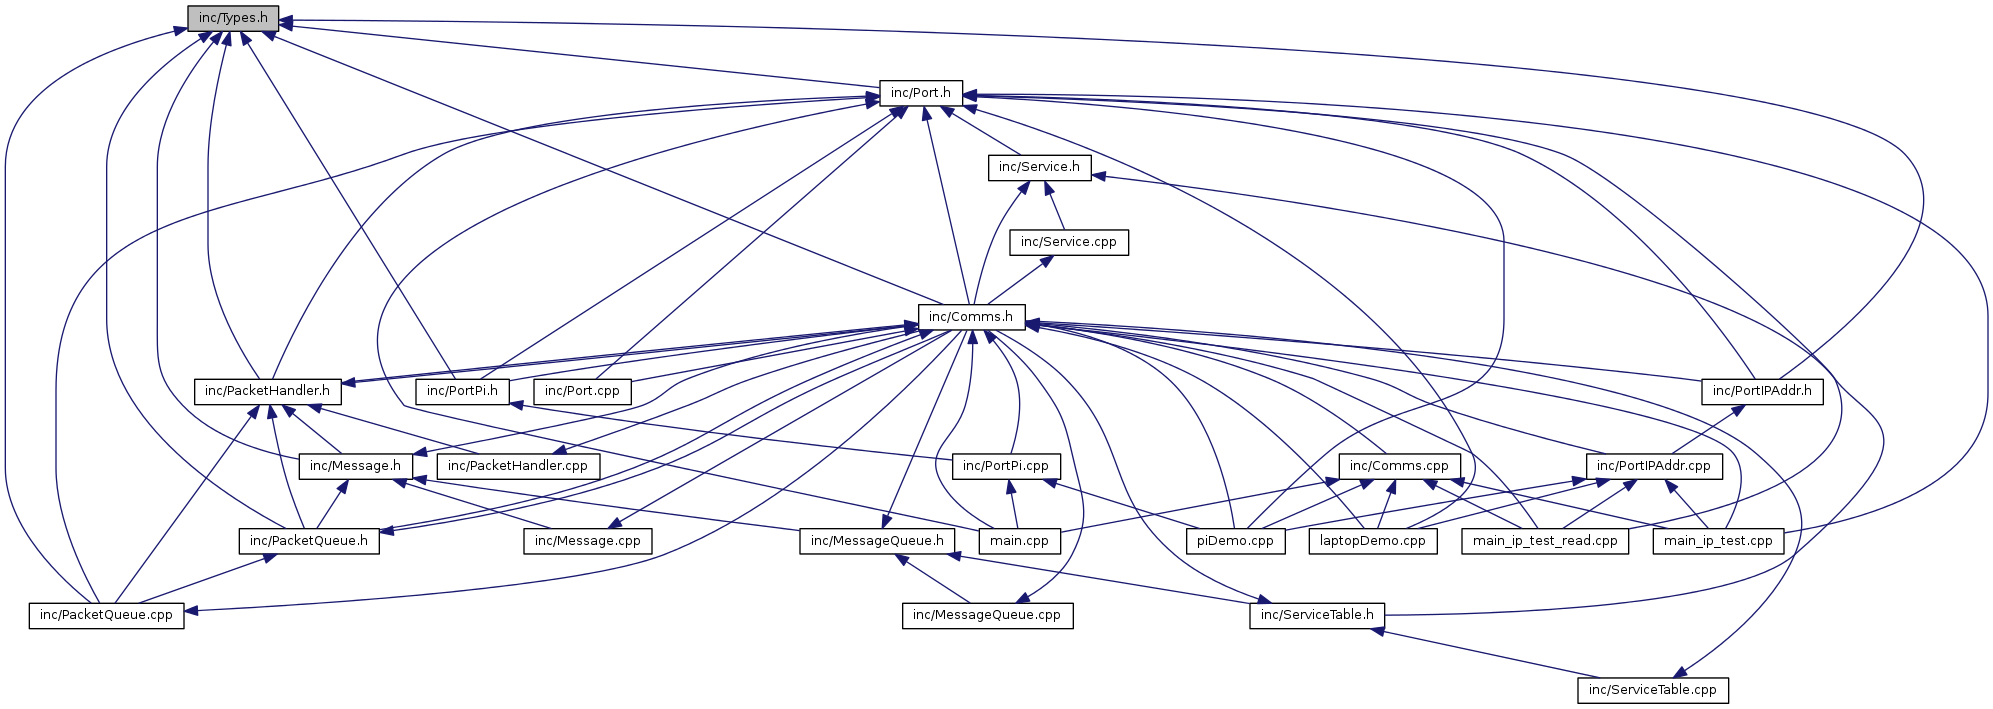 inc/Types.h
inc/Port.h
inc/Service.h
inc/Service.cpp
inc/Comms.h
inc/PacketHandler.h
inc/PortPi.h
inc/Port.cpp
inc/PortIPAddr.h
inc/Message.h
inc/PacketHandler.cpp
inc/PortPi.cpp
inc/Comms.cpp
inc/PortIPAddr.cpp
inc/PacketQueue.h
inc/Message.cpp
inc/MessageQueue.h
main.cpp
piDemo.cpp
laptopDemo.cpp
main_ip_test_read.cpp
main_ip_test.cpp
inc/PacketQueue.cpp
inc/MessageQueue.cpp
inc/ServiceTable.h
inc/ServiceTable.cpp